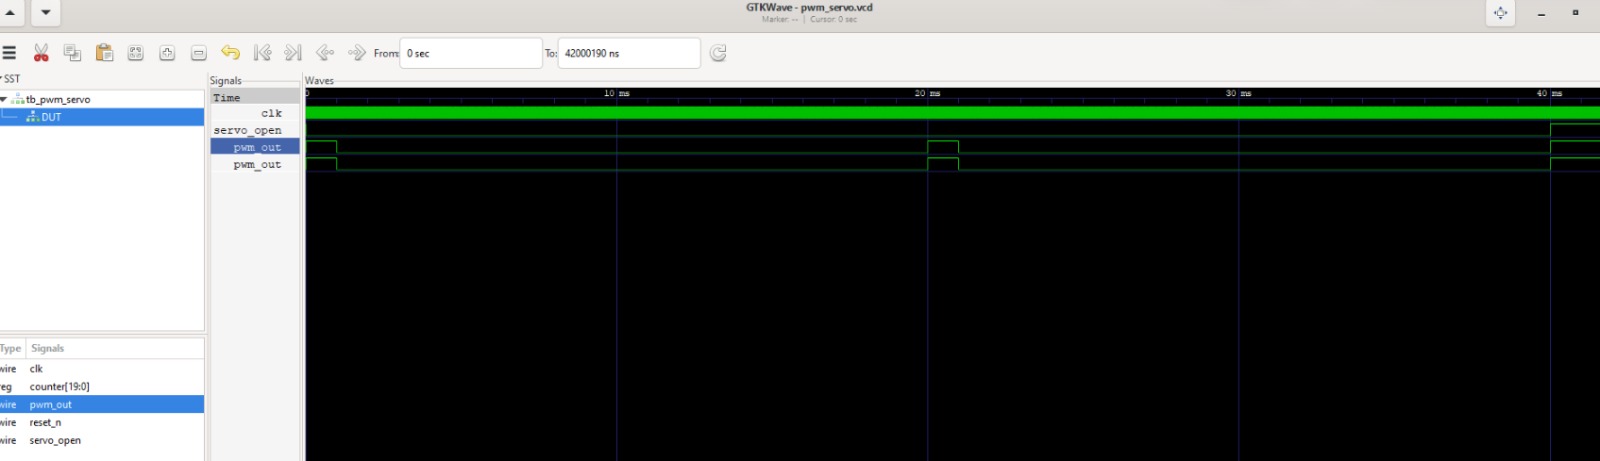 GTKWave - pwm_servo.vcd
Marker: -- | Cursor: 0 sec
From: 0 sec To: 42000190 ns
SST
tb_pwm_servo
DUT
Type Signals
wire clk
reg counter[19:0]
wire pwm_out
wire reset_n
wire servo_open
Signals
Time
clk
servo_open
pwm_out
pwm_out
Waves
0 10 ms 20 ms 30 ms 40 ms